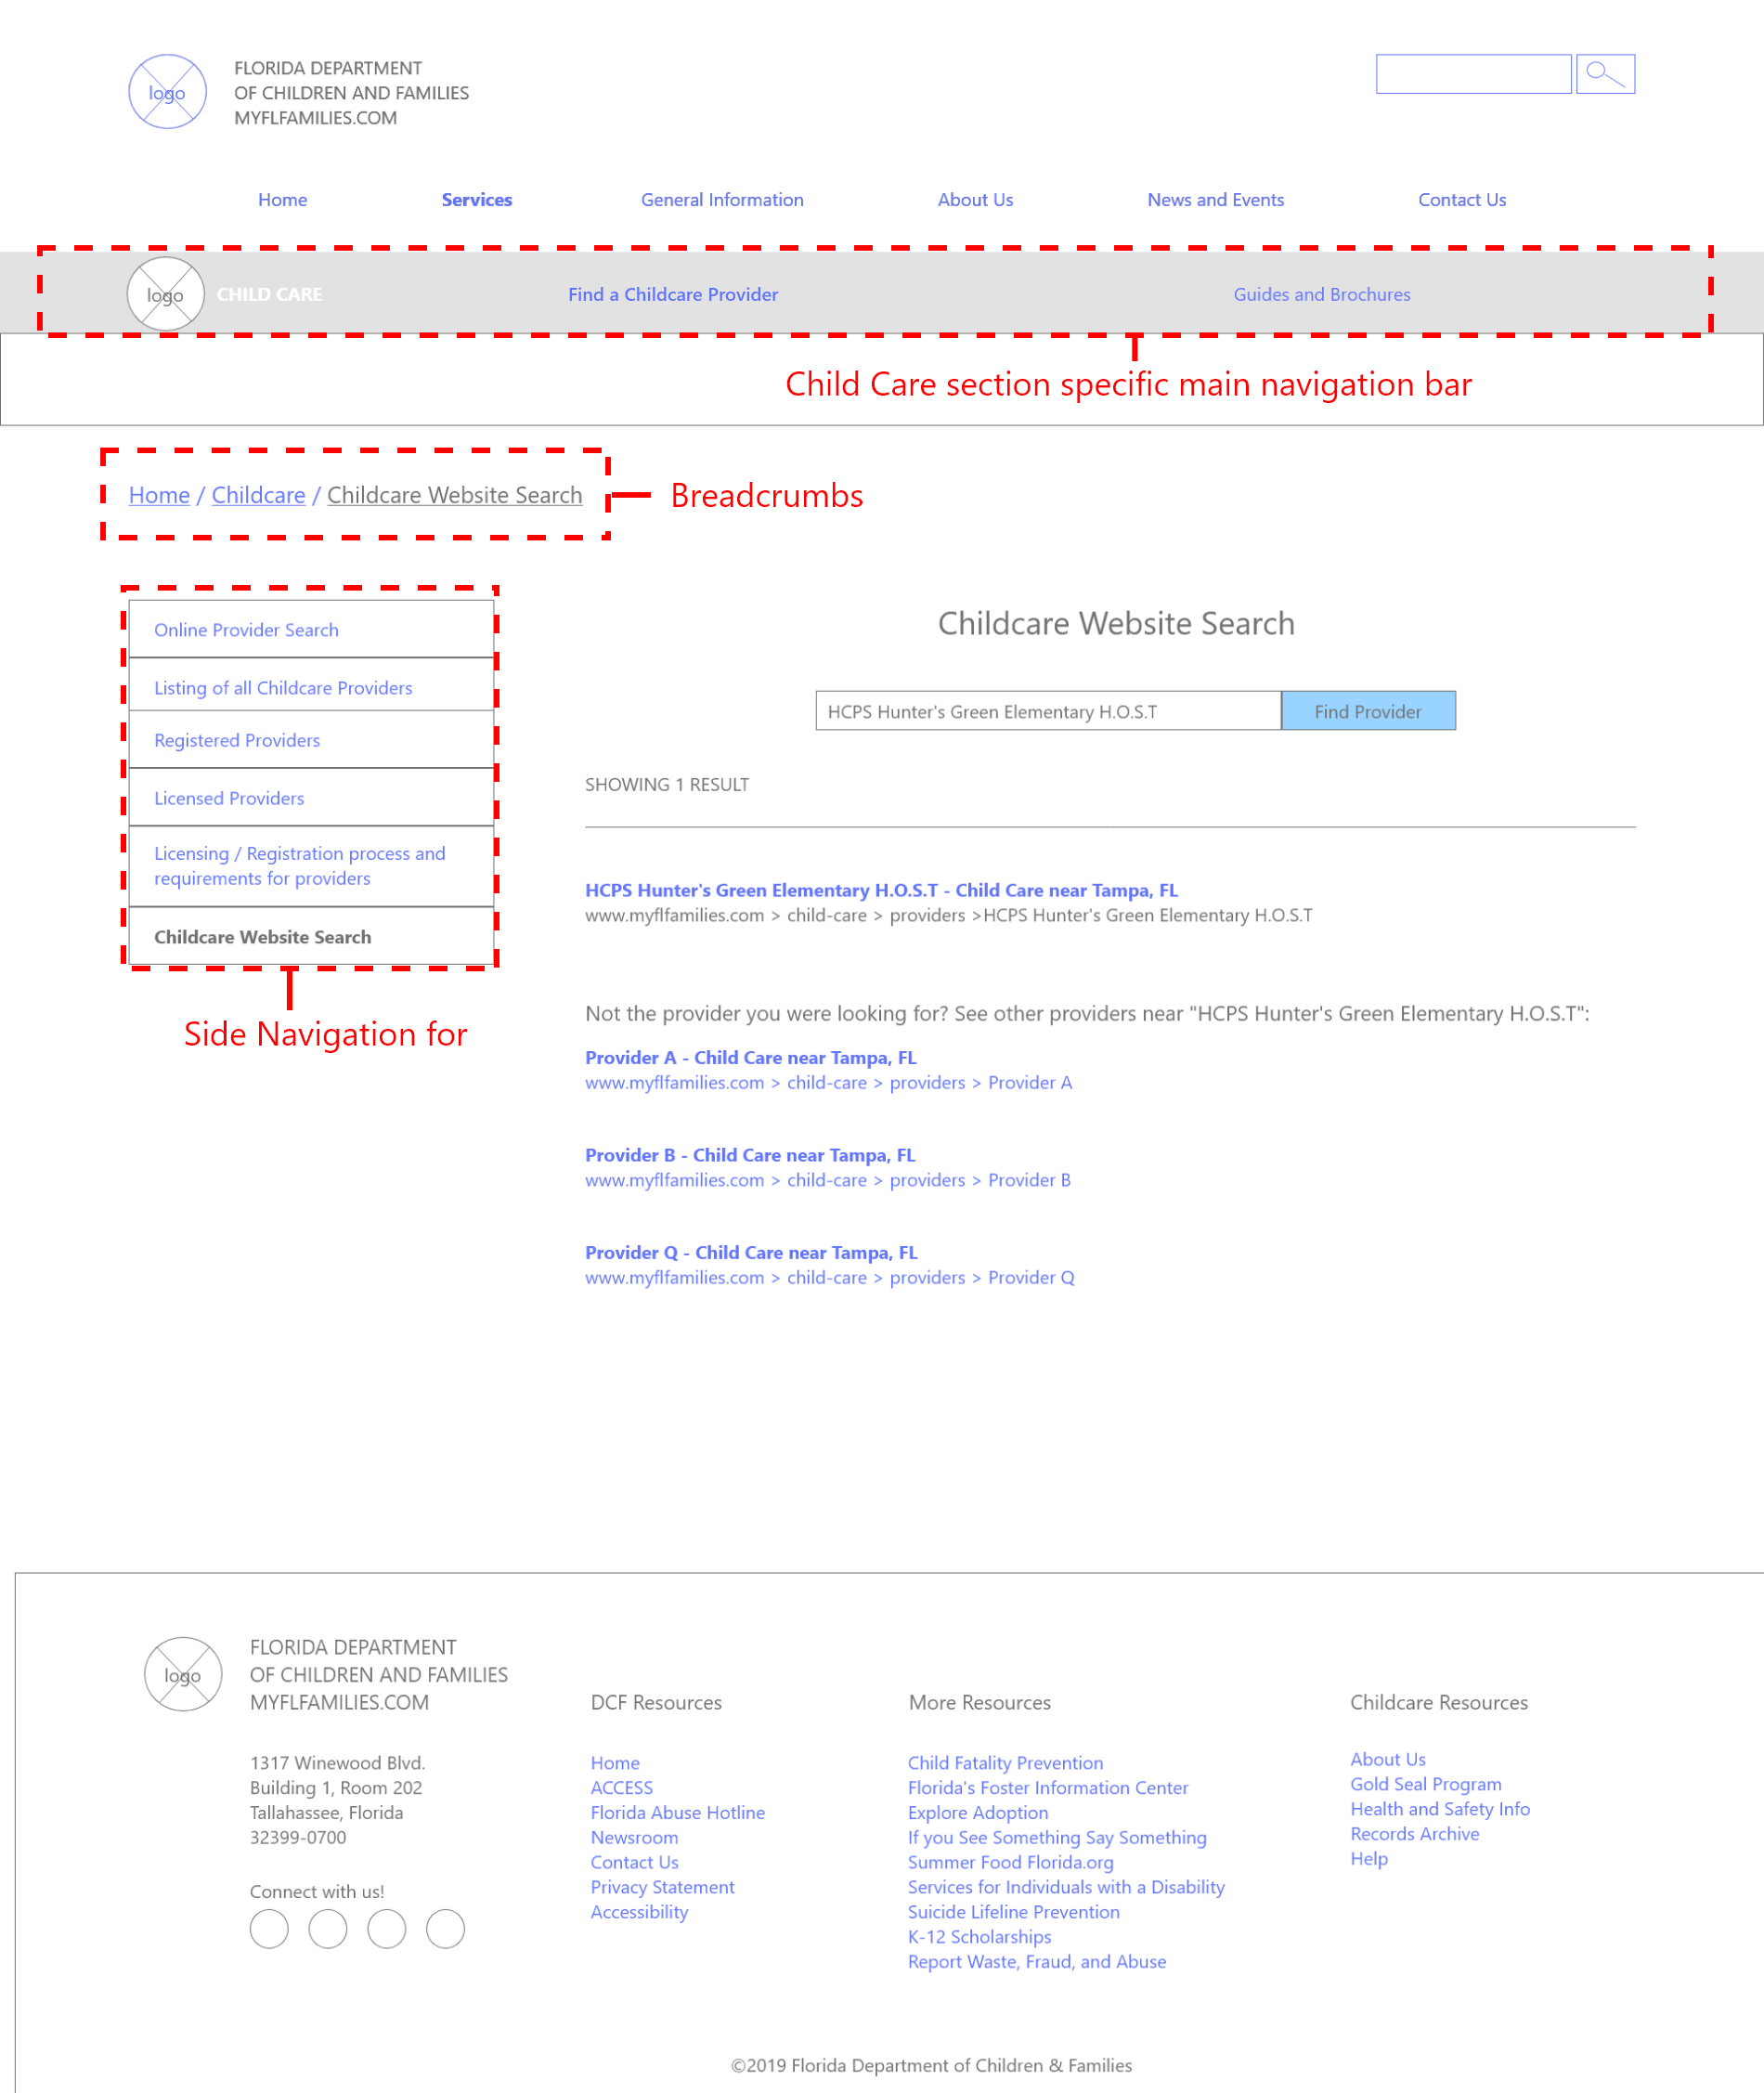 logo
FLORIDA DEPARTMENT
OF CHILDREN AND FAMILIES
MYFLFAMILIES.COM
Home Services General Information About Us News and Events Contact Us
logo CHILD CARE Find a Childcare Provider Guides and Brochures
Child Care section specific main navigation bar
Home / Childcare / Childcare Website Search
Breadcrumbs
Online Provider Search
Listing of all Childcare Providers
Registered Providers
Licensed Providers
Licensing / Registration process and
requirements for providers
Childcare Website Search
Side Navigation for
Childcare Website Search
HCPS Hunter's Green Elementary H.O.S.T Find Provider
SHOWING 1 RESULT
HCPS Hunter's Green Elementary H.O.S.T - Child Care near Tampa, FL
www.myflfamilies.com > child-care > providers >HCPS Hunter's Green Elementary H.O.S.T
Not the provider you were looking for? See other providers near "HCPS Hunter's Green Elementary H.O.S.T":
Provider A - Child Care near Tampa, FL
www.myflfamilies.com > child-care > providers > Provider A
Provider B - Child Care near Tampa, FL
www.myflfamilies.com > child-care > providers > Provider B
Provider Q - Child Care near Tampa, FL
www.myflfamilies.com > child-care > providers > Provider Q
logo
FLORIDA DEPARTMENT
OF CHILDREN AND FAMILIES
MYFLFAMILIES.COM
1317 Winewood Blvd.
Building 1, Room 202
Tallahassee, Florida
32399-0700
Connect with us!
DCF Resources
Home
ACCESS
Florida Abuse Hotline
Newsroom
Contact Us
Privacy Statement
Accessibility
More Resources
Child Fatality Prevention
Florida's Foster Information Center
Explore Adoption
If you See Something Say Something
Summer Food Florida.org
Services for Individuals with a Disability
Suicide Lifeline Prevention
K-12 Scholarships
Report Waste, Fraud, and Abuse
Childcare Resources
About Us
Gold Seal Program
Health and Safety Info
Records Archive
Help
©2019 Florida Department of Children & Families